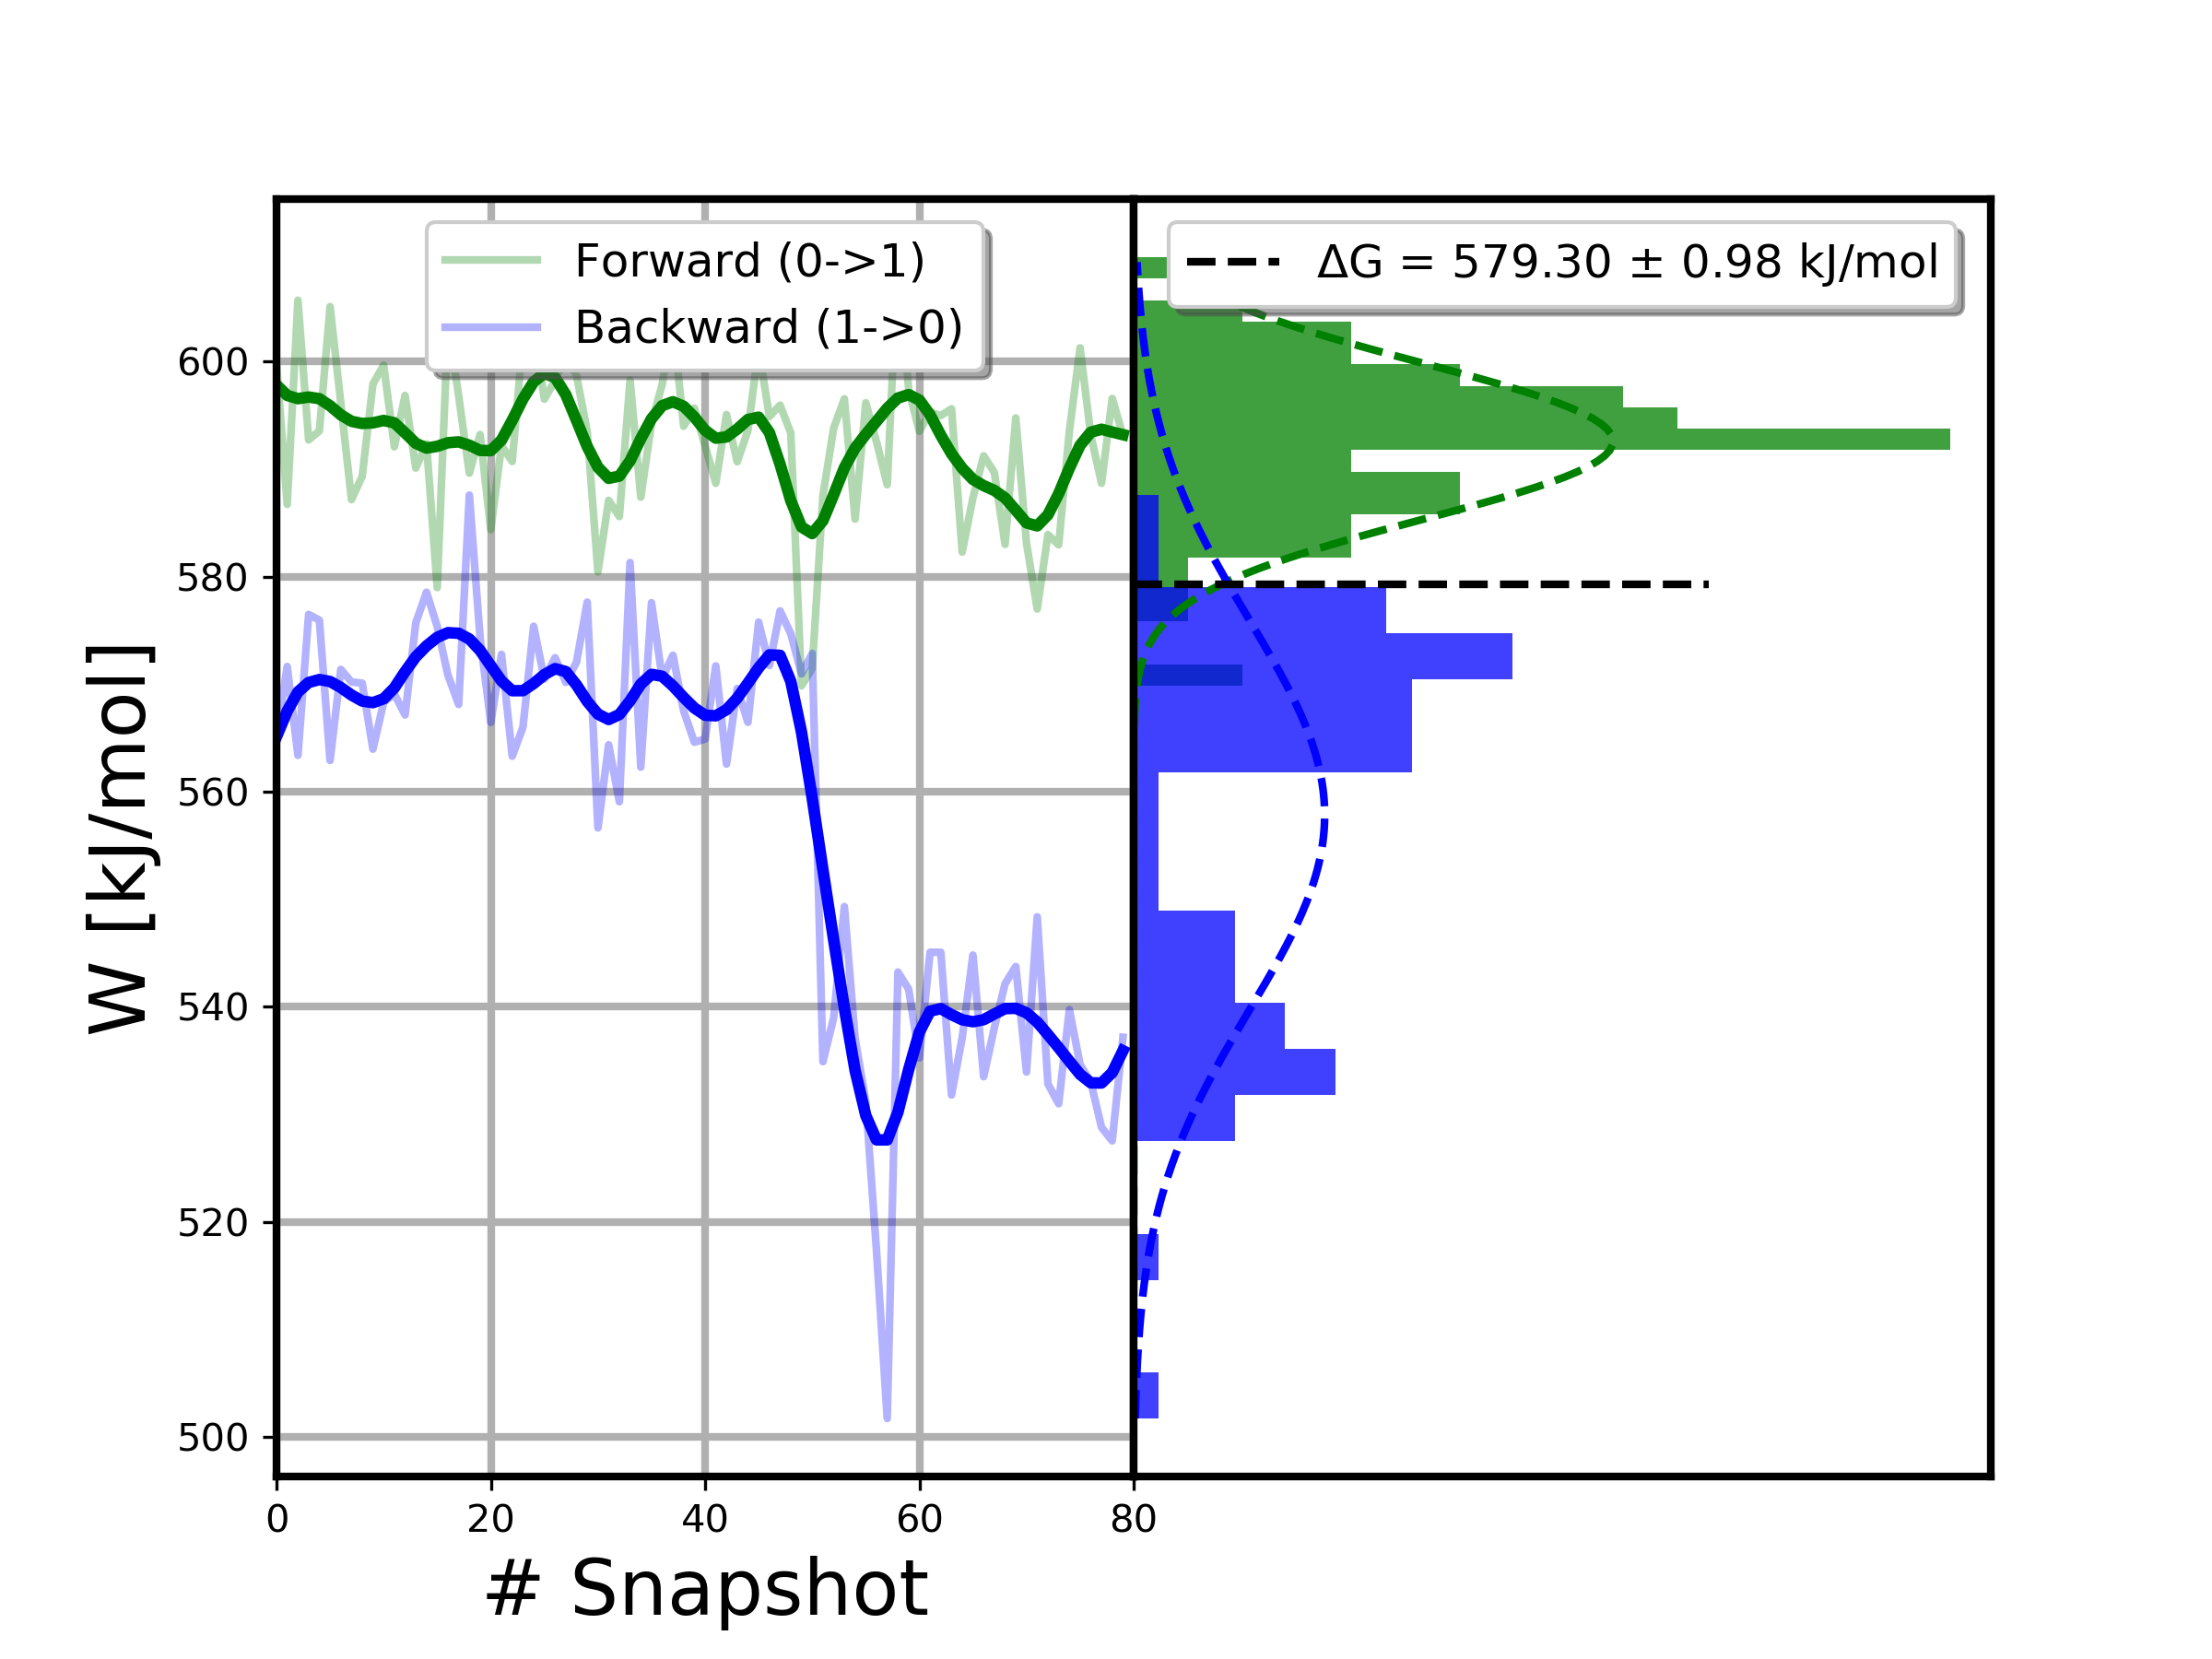 Forward (0->1)
Backward (1->0)
ΔG = 579.30 ± 0.98 kJ/mol
W [kJ/mol]
600
580
560
540
520
500
0
20
40
60
80
# Snapshot